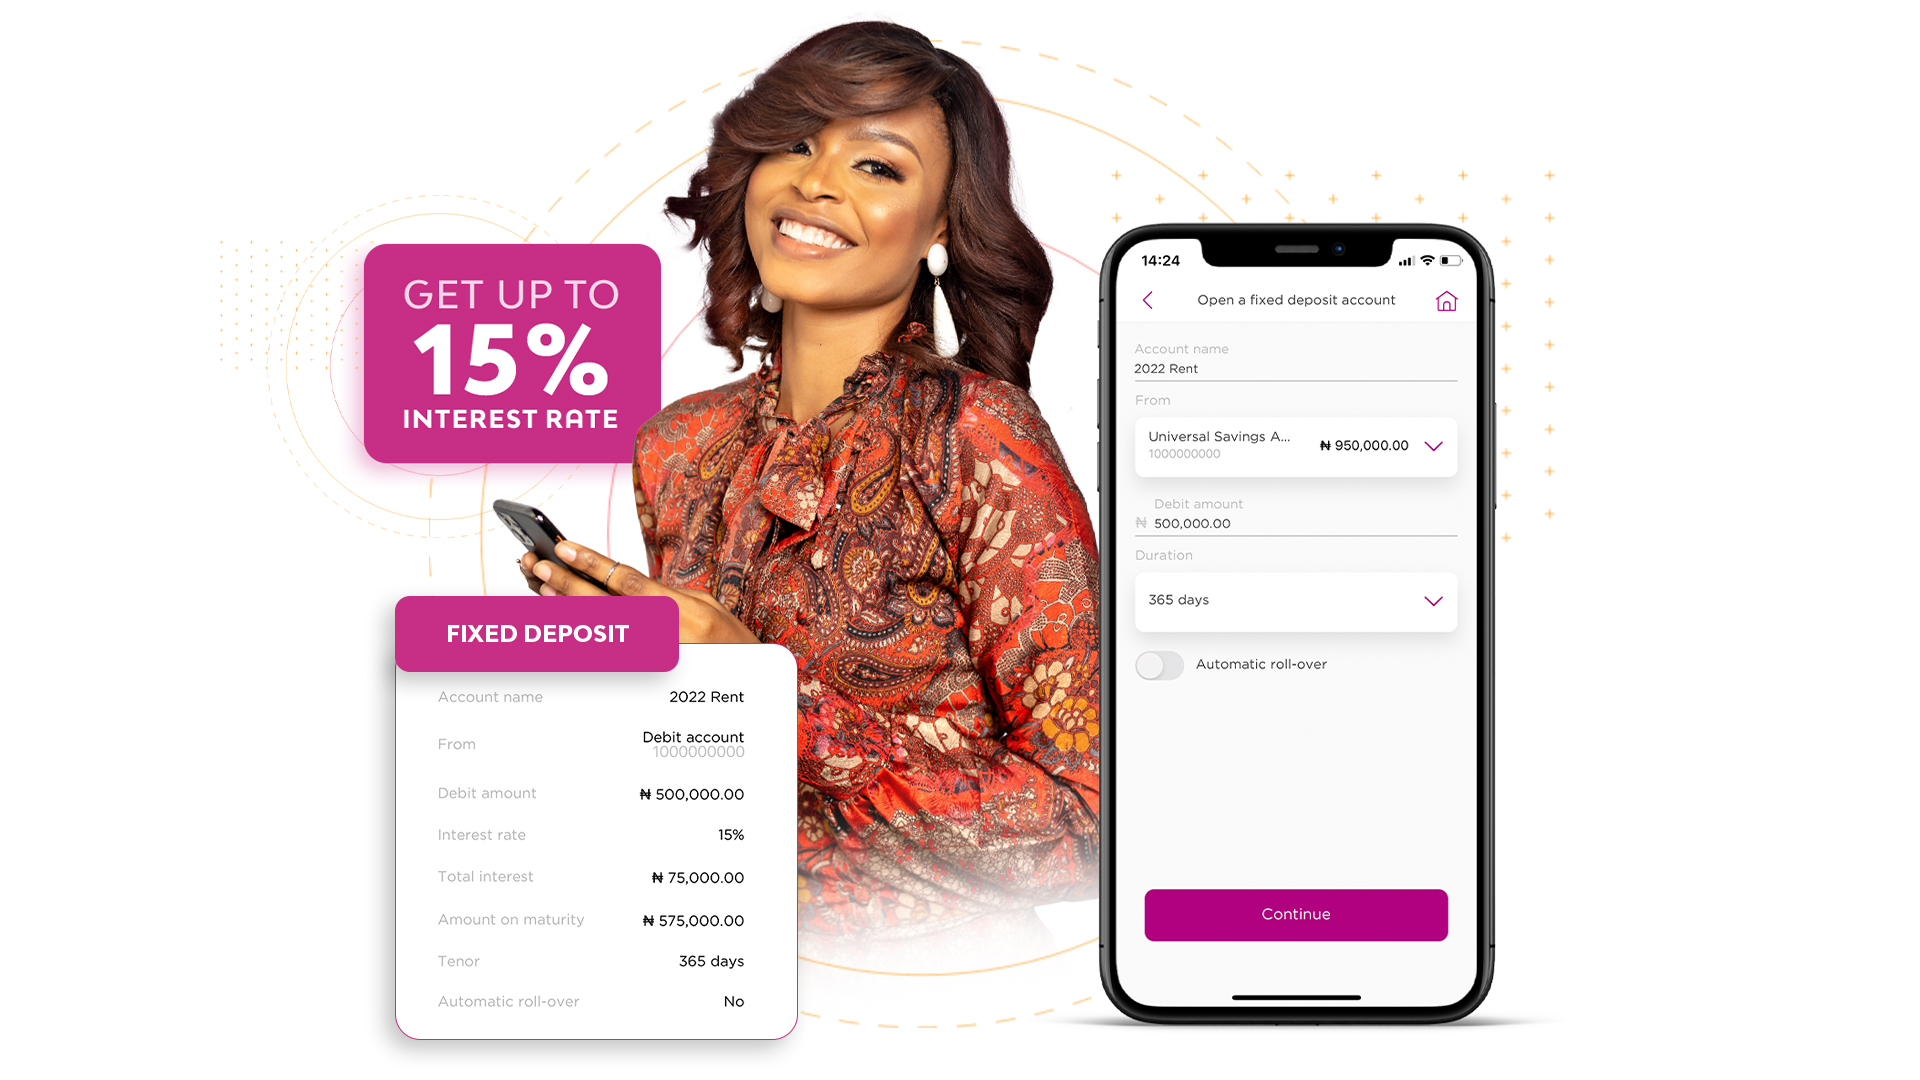 GET UP TO
15%
INTEREST RATE
FIXED DEPOSIT
Account name 2022 Rent
From Debit account
1000000000
Debit amount ₦ 500,000.00
Interest rate 15%
Total interest ₦ 75,000.00
Amount on maturity ₦ 575,000.00
Tenor 365 days
Automatic roll-over No
14:24
Open a fixed deposit account
Account name
2022 Rent
From
Universal Savings A... ₦ 950,000.00
1000000000
Debit amount
₦ 500,000.00
Duration
365 days
Automatic roll-over
Continue